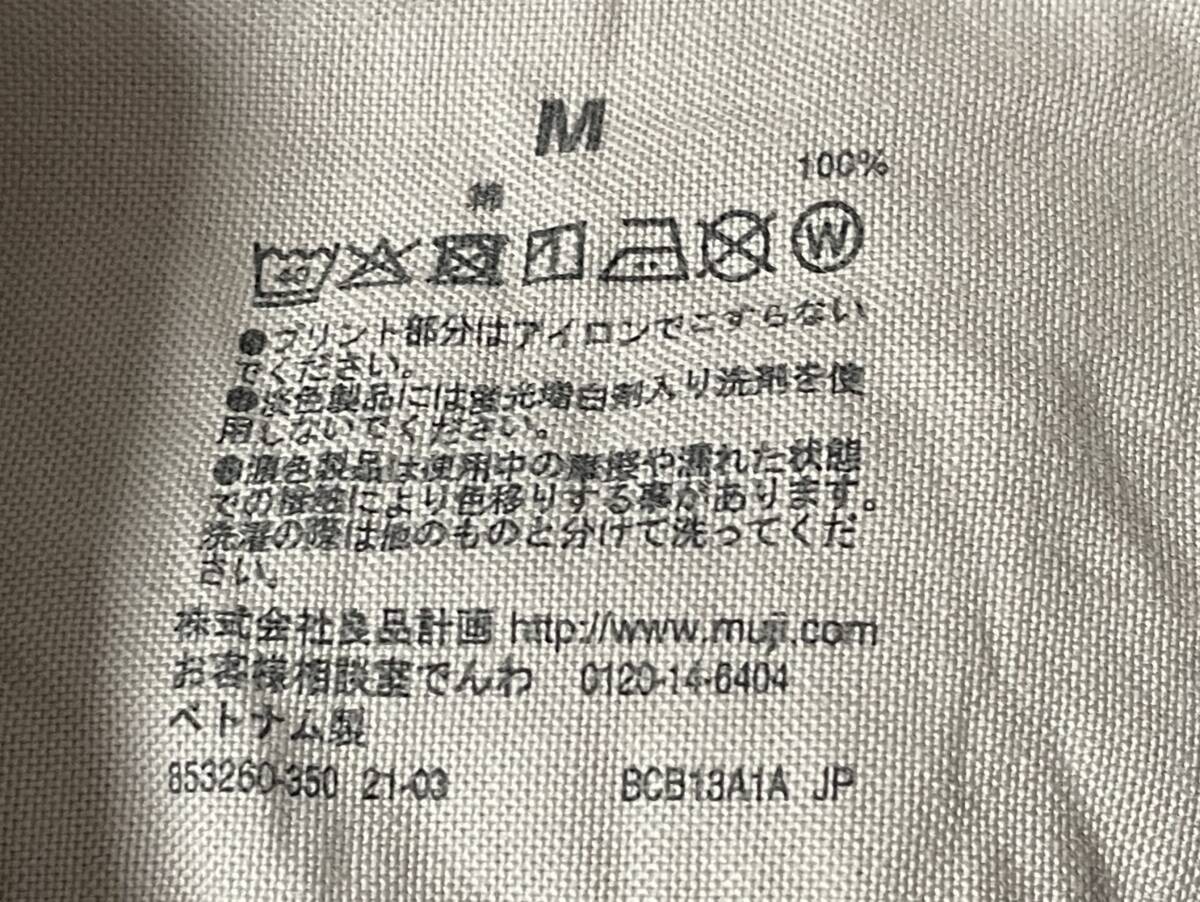 M
綿 100%
40 W
●プリント部分はアイロンでこすらない
でください。
●淡色製品には蛍光増白剤入り洗剤を使
用しないでください。
●濃色製品は使用中の摩擦や濡れた状態
での接触により色移りする事があります。
洗濯の際は他のものと分けて洗ってくだ
さい。
株式会社良品計画 http://www.muji.com
お客様相談室でんわ 0120-14-6404
ベトナム製
853260-350 21-03 BCB13A1A JP